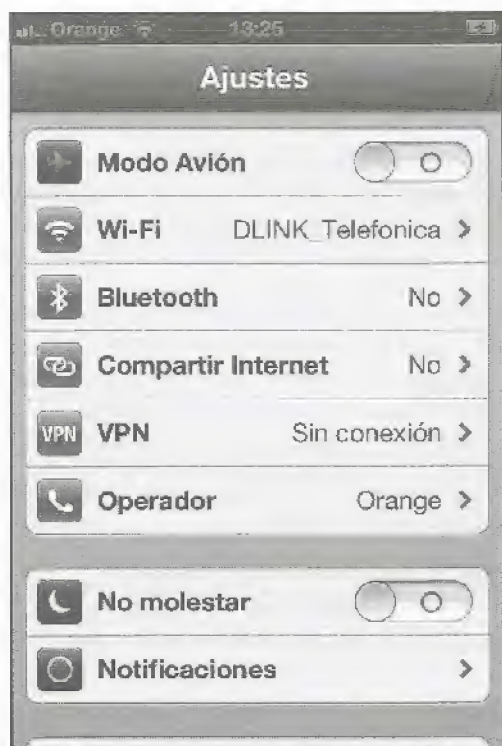 Orange 13:25
Ajustes
Modo Avión
Wi-Fi DLINK_Telefonica
Bluetooth No
Compartir Internet No
VPN VPN Sin conexión
Operador Orange
No molestar
Notificaciones